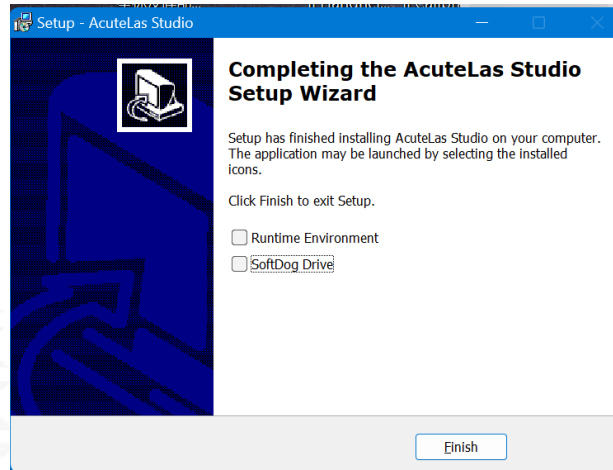 Setup - AcuteLas Studio
Completing the AcuteLas Studio
Setup Wizard
Setup has finished installing AcuteLas Studio on your computer.
The application may be launched by selecting the installed
icons.
Click Finish to exit Setup.
Runtime Environment
SoftDog Drive
Finish